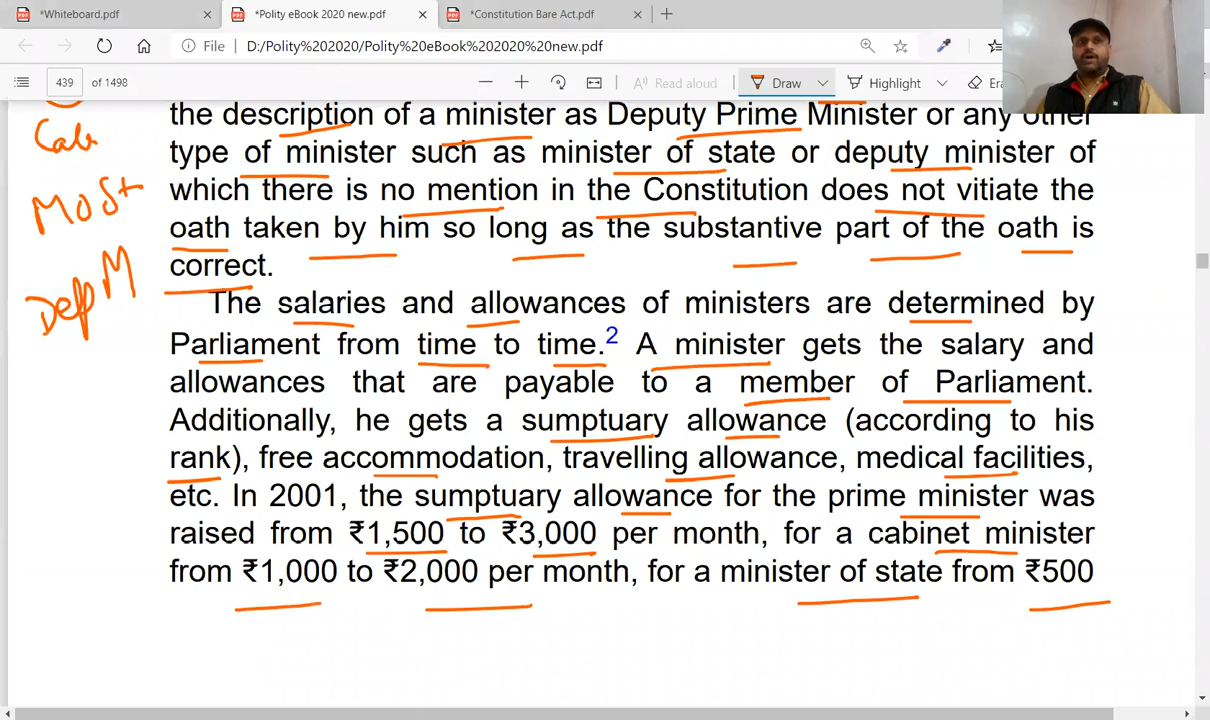 *Whiteboard.pdf
*Polity eBook 2020 new.pdf
*Constitution Bare Act.pdf
File D:/Polity%202020/Polity%20eBook%202020%20new.pdf
439 of 1498
Read aloud
Draw
Highlight
Era
the description of a minister as Deputy Prime Minister or any other
type of minister such as minister of state or deputy minister of
which there is no mention in the Constitution does not vitiate the
oath taken by him so long as the substantive part of the oath is
correct.
The salaries and allowances of ministers are determined by
Parliament from time to time.2 A minister gets the salary and
allowances that are payable to a member of Parliament.
Additionally, he gets a sumptuary allowance (according to his
rank), free accommodation, travelling allowance, medical facilities,
etc. In 2001, the sumptuary allowance for the prime minister was
raised from ₹1,500 to ₹3,000 per month, for a cabinet minister
from ₹1,000 to ₹2,000 per month, for a minister of state from ₹500
Cab
MoSt
Dep M